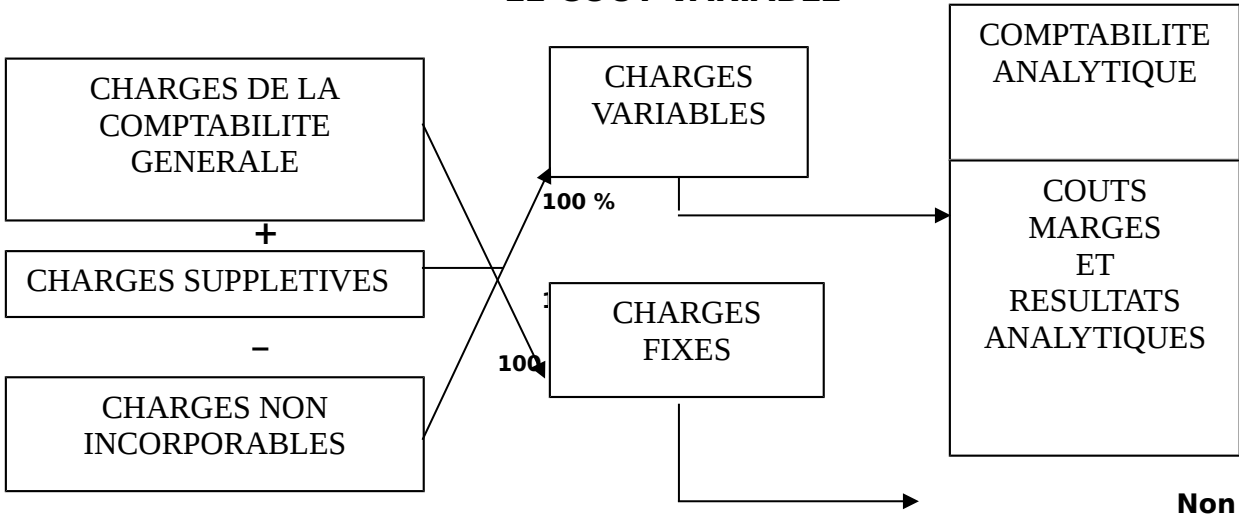 CHARGES DE LA
COMPTABILITE
GENERALE
+
CHARGES SUPPLETIVES
–
CHARGES NON
INCORPORABLES
CHARGES
VARIABLES
100 %
CHARGES
FIXES
100
COMPTABILITE
ANALYTIQUE
COUTS
MARGES
ET
RESULTATS
ANALYTIQUES
Non